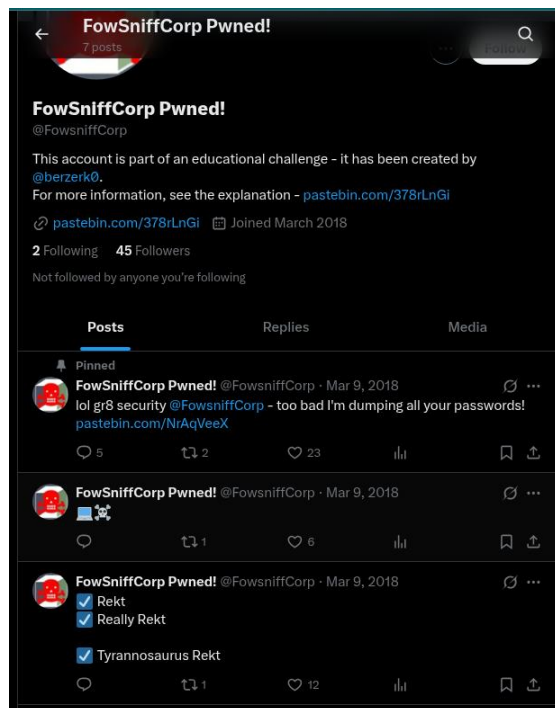 FowSniffCorp Pwned!
7 posts
Follow
FowSniffCorp Pwned!
@FowsniffCorp
This account is part of an educational challenge - it has been created by
@berzerk0.
For more information, see the explanation - pastebin.com/378rLnGi
pastebin.com/378rLnGi Joined March 2018
2 Following 45 Followers
Not followed by anyone you're following
Posts Replies Media
Pinned
FowSniffCorp Pwned! @FowsniffCorp · Mar 9, 2018
lol gr8 security @FowsniffCorp - too bad I'm dumping all your passwords!
pastebin.com/NrAqVeeX
5 2 23
FowSniffCorp Pwned! @FowsniffCorp · Mar 9, 2018
💻☠️
1 6
FowSniffCorp Pwned! @FowsniffCorp · Mar 9, 2018
☑️ Rekt
☑️ Really Rekt
☑️ Tyrannosaurus Rekt
1 12